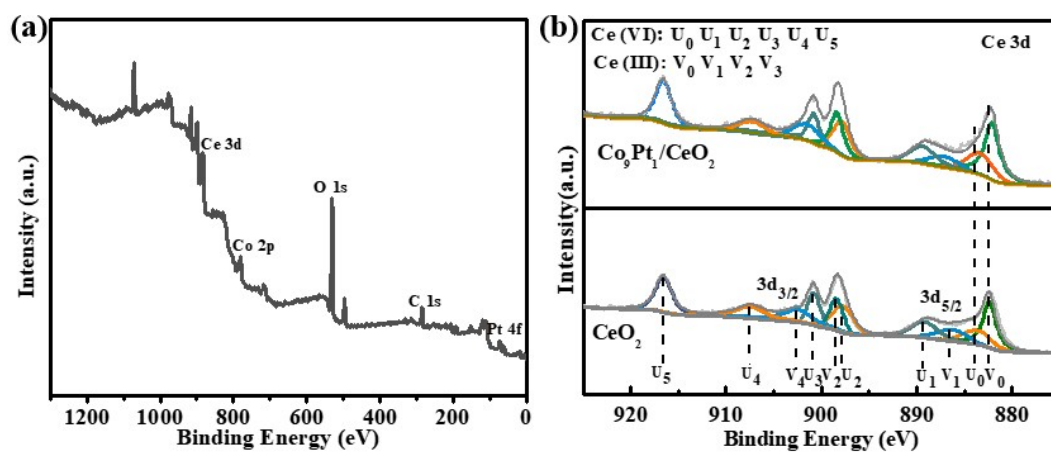 (a)
Intensity (a.u.)
Ce 3d
Co 2p
O 1s
C 1s
Pt 4f
1200 1000 800 600 400 200 0
Binding Energy (eV)
(b)
Intensity(a.u.)
Ce (VI): U₀ U₁ U₂ U₃ U₄ U₅
Ce (III): V₀ V₁ V₂ V₃
Ce 3d
Co₉Pt₁/CeO₂
3d₃/₂
3d₅/₂
CeO₂
U₅ U₄ V₄ U₃ V₂ U₂ U₁ V₁ U₀ V₀
920 910 900 890 880
Binding Energy (eV)